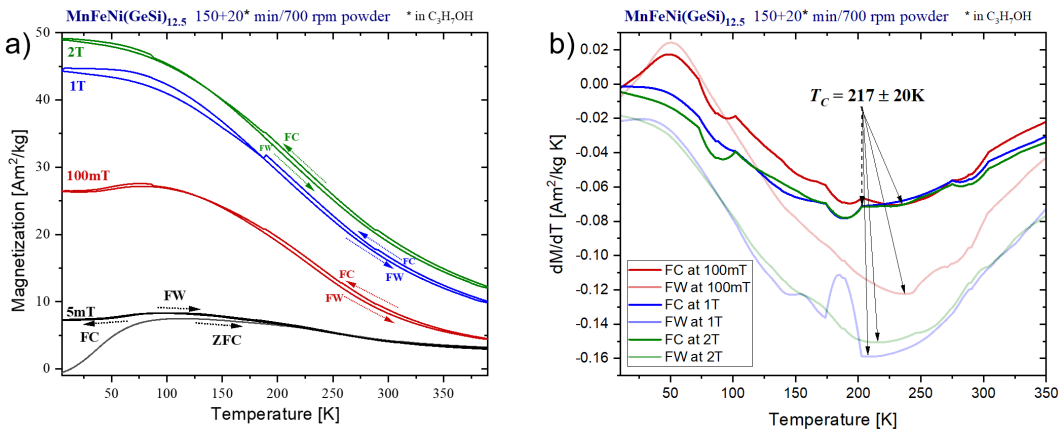 MnFeNi(GeSi)12.5 150+20* min/700 rpm powder * in C3H7OH
a)
2T
1T
FC
FW
100mT
FC
FW
FC
FW
5mT
FW
FC
ZFC
50
40
30
20
10
0
50 100 150 200 250 300 350
Magnetization [Am²/kg]
Temperature [K]
MnFeNi(GeSi)12.5 150+20* min/700 rpm powder * in C3H7OH
b)
TC = 217 ± 20K
0.02
0.00
-0.02
-0.04
-0.06
-0.08
-0.10
-0.12
-0.14
-0.16
FC at 100mT
FW at 100mT
FC at 1T
FW at 1T
FC at 2T
FW at 2T
50 100 150 200 250 300 350
dM/dT [Am²/kg K]
Temperature [K]